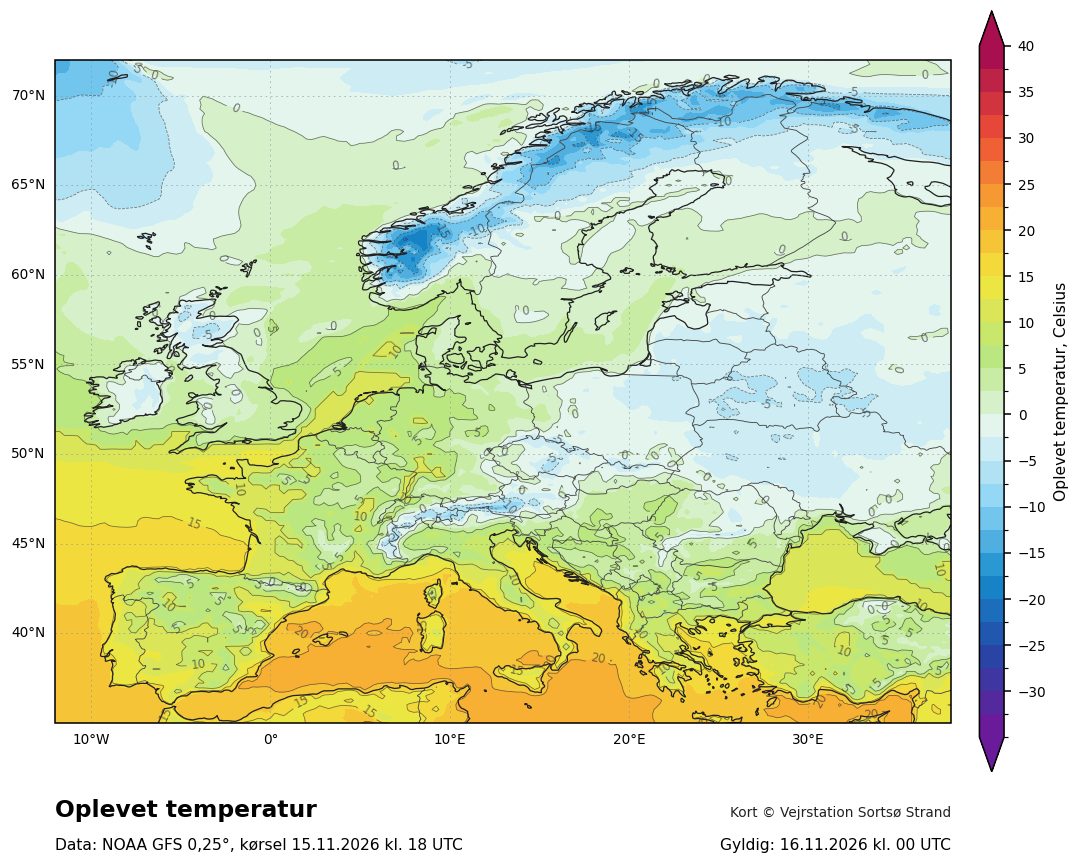 70°N
65°N
60°N
55°N
50°N
45°N
40°N
10°W
0°
10°E
20°E
30°E
40
35
30
25
20
15
10
5
0
−5
−10
−15
−20
−25
−30
Oplevet temperatur, Celsius
Oplevet temperatur
Kort © Vejrstation Sortsø Strand
Data: NOAA GFS 0,25°, kørsel 15.11.2026 kl. 18 UTC
Gyldig: 16.11.2026 kl. 00 UTC